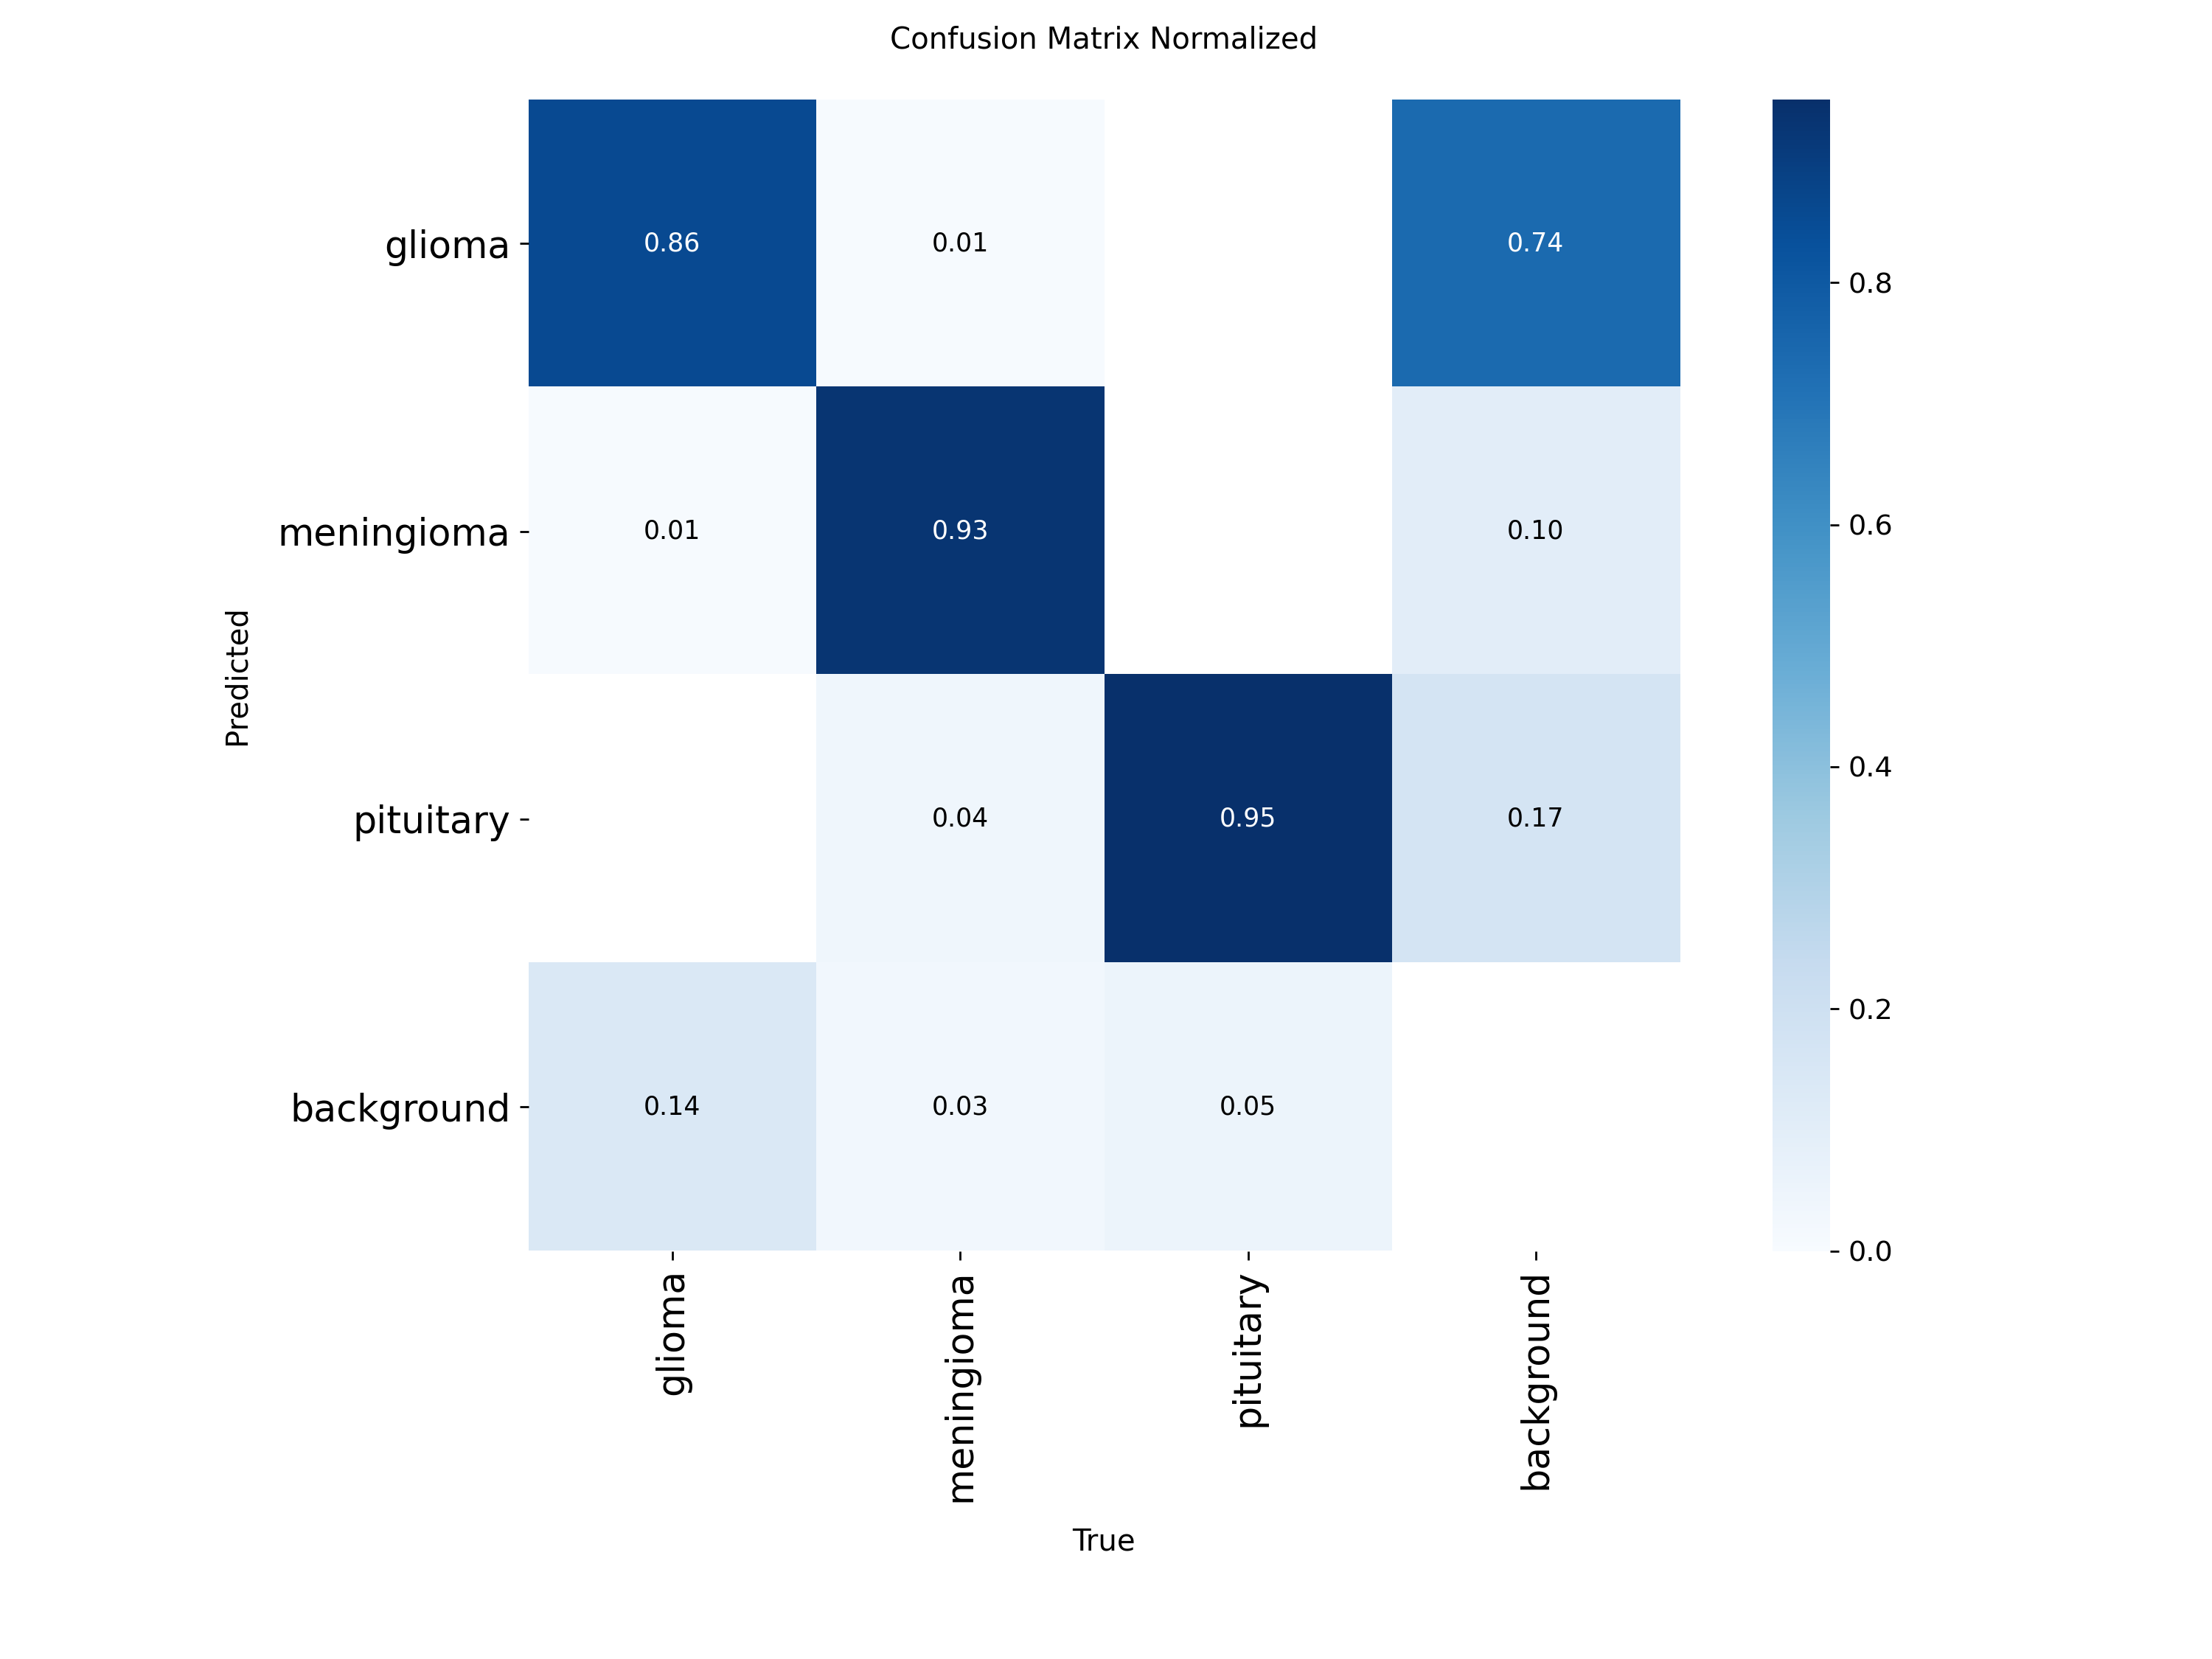 Confusion Matrix Normalized
glioma
0.86
0.01
0.74
0.8
meningioma
0.01
0.93
0.10
0.6
Predicted
pituitary
0.04
0.95
0.17
0.4
background
0.14
0.03
0.05
0.2
0.0
glioma
meningioma
pituitary
background
True